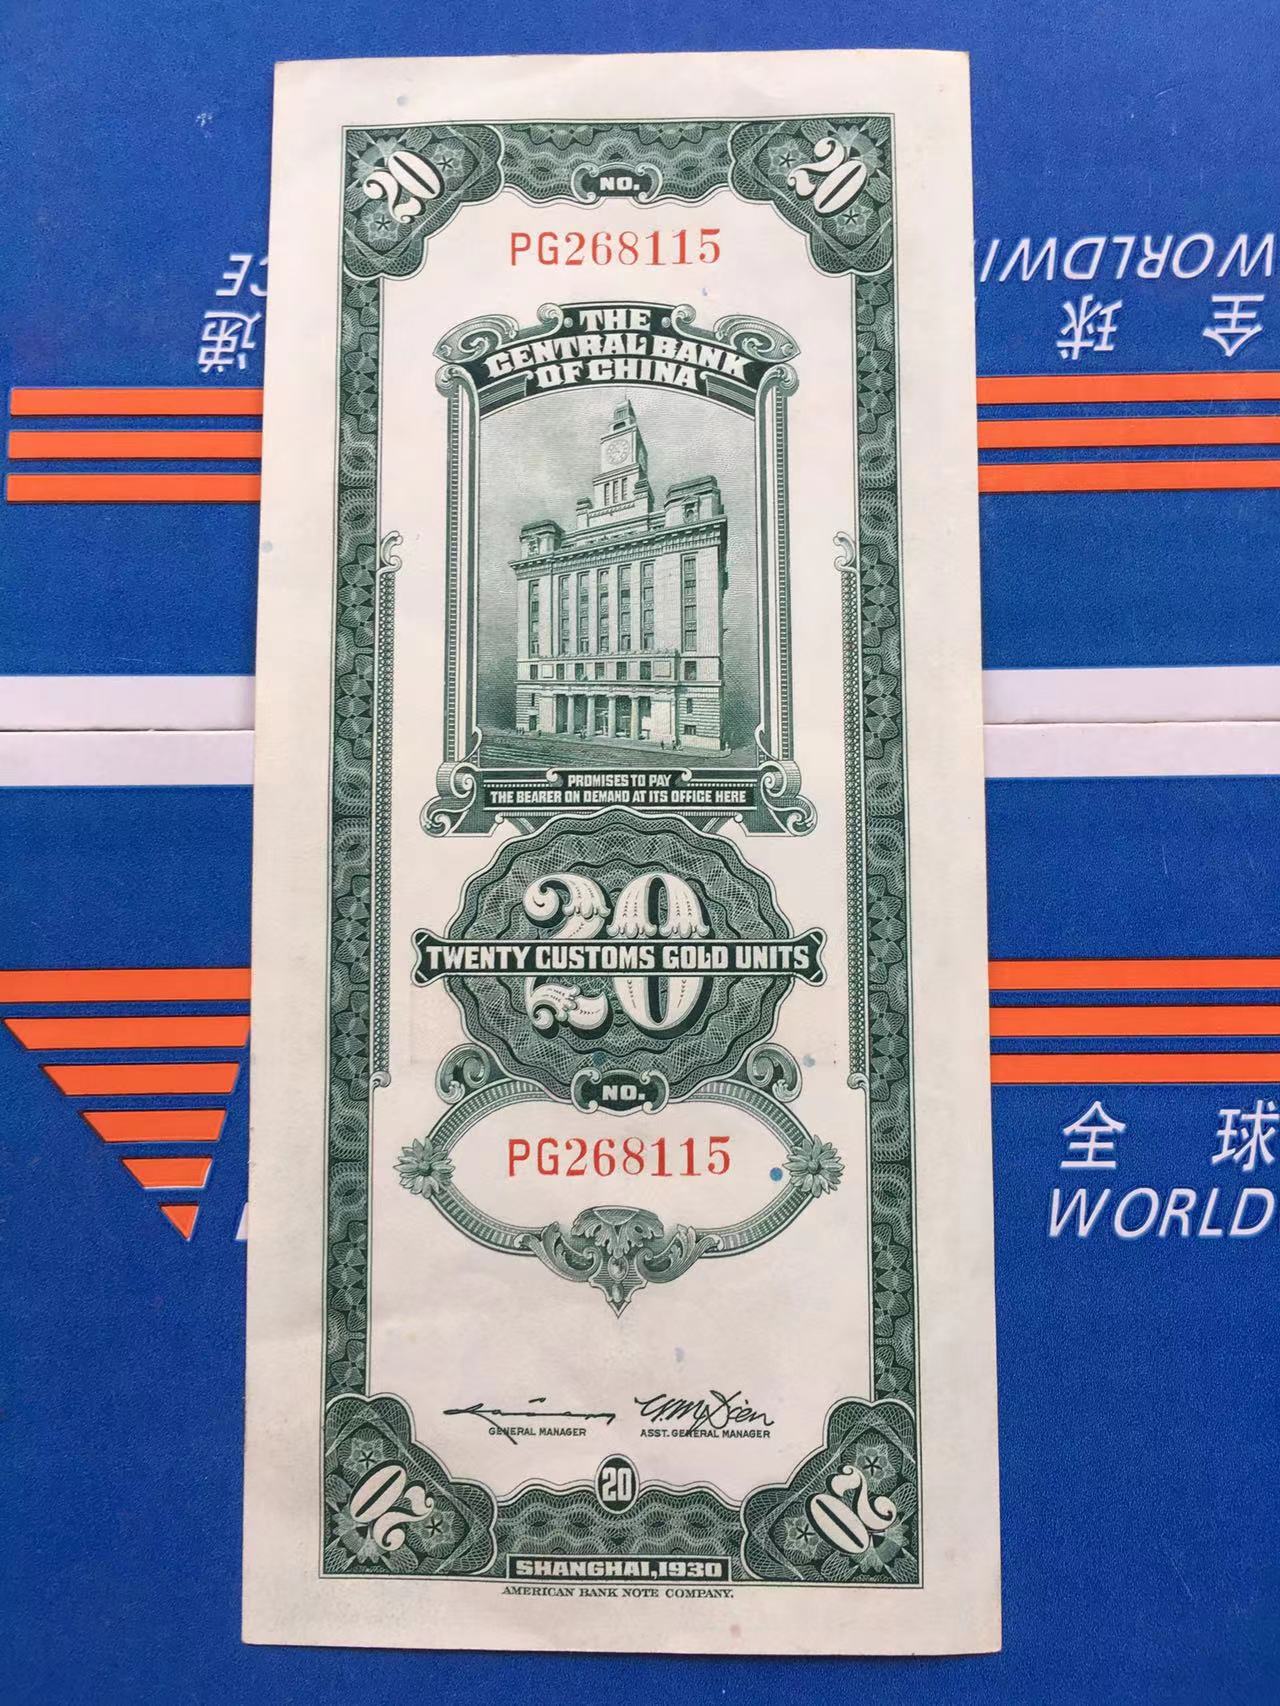 20
NO.
20
PG268115
THE
CENTRAL BANK
OF CHINA
PROMISES TO PAY
THE BEARER ON DEMAND AT ITS OFFICE HERE
20
TWENTY CUSTOMS GOLD UNITS
NO.
PG268115
GENERAL MANAGER
ASST. GENERAL MANAGER
20
20
20
SHANGHAI, 1930
AMERICAN BANK NOTE COMPANY.
WORLDWI
全 球
递
CE
全 球
WORLD